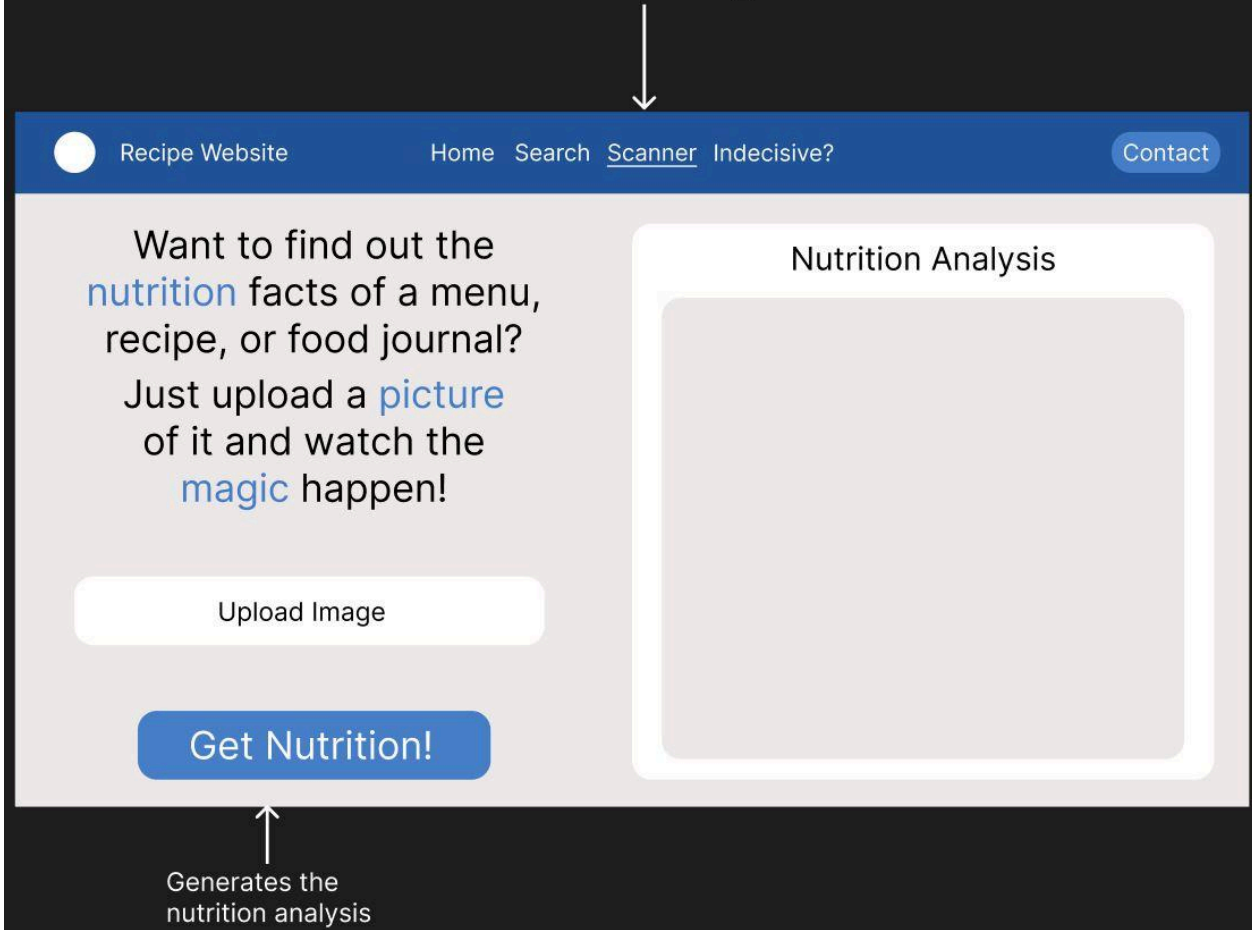 Recipe Website Home Search Scanner Indecisive? Contact
Want to find out the
nutrition facts of a menu,
recipe, or food journal?
Just upload a picture
of it and watch the
magic happen!
Upload Image
Get Nutrition!
Nutrition Analysis
Generates the
nutrition analysis